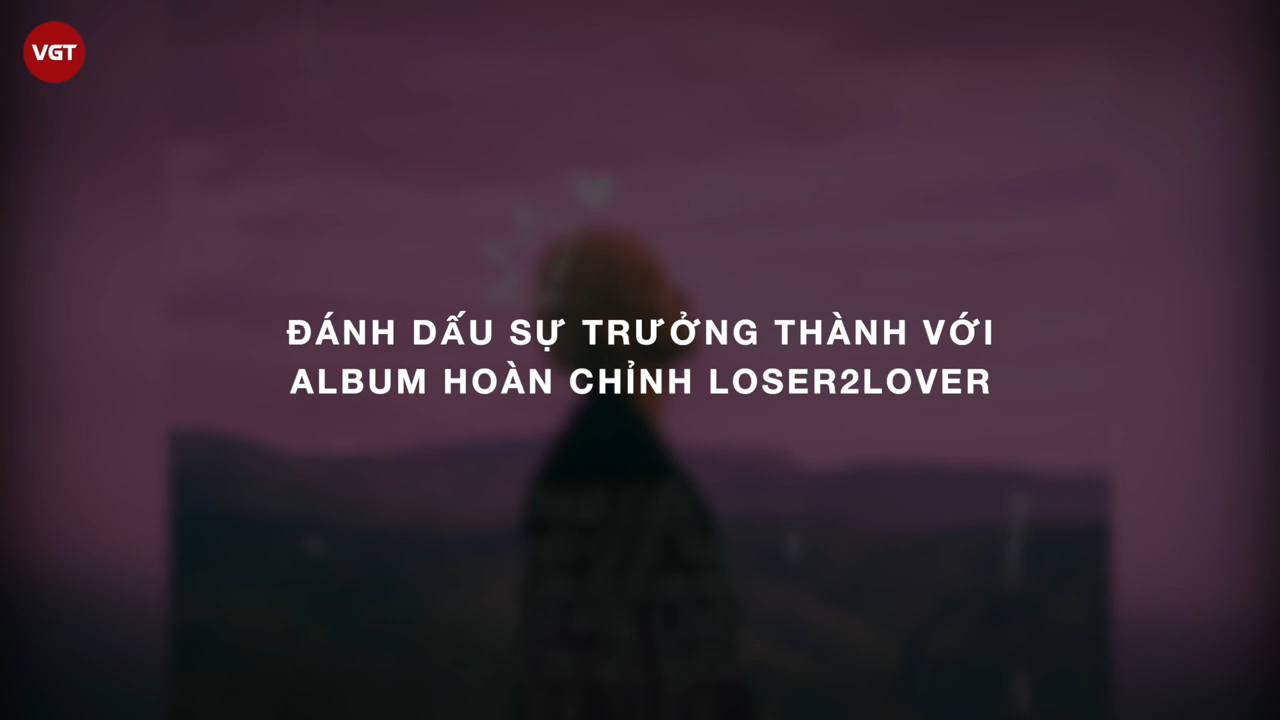 VGT
ĐÁNH DẤU SỰ TRƯỞNG THÀNH VỚI
ALBUM HOÀN CHỈNH LOSER2LOVER